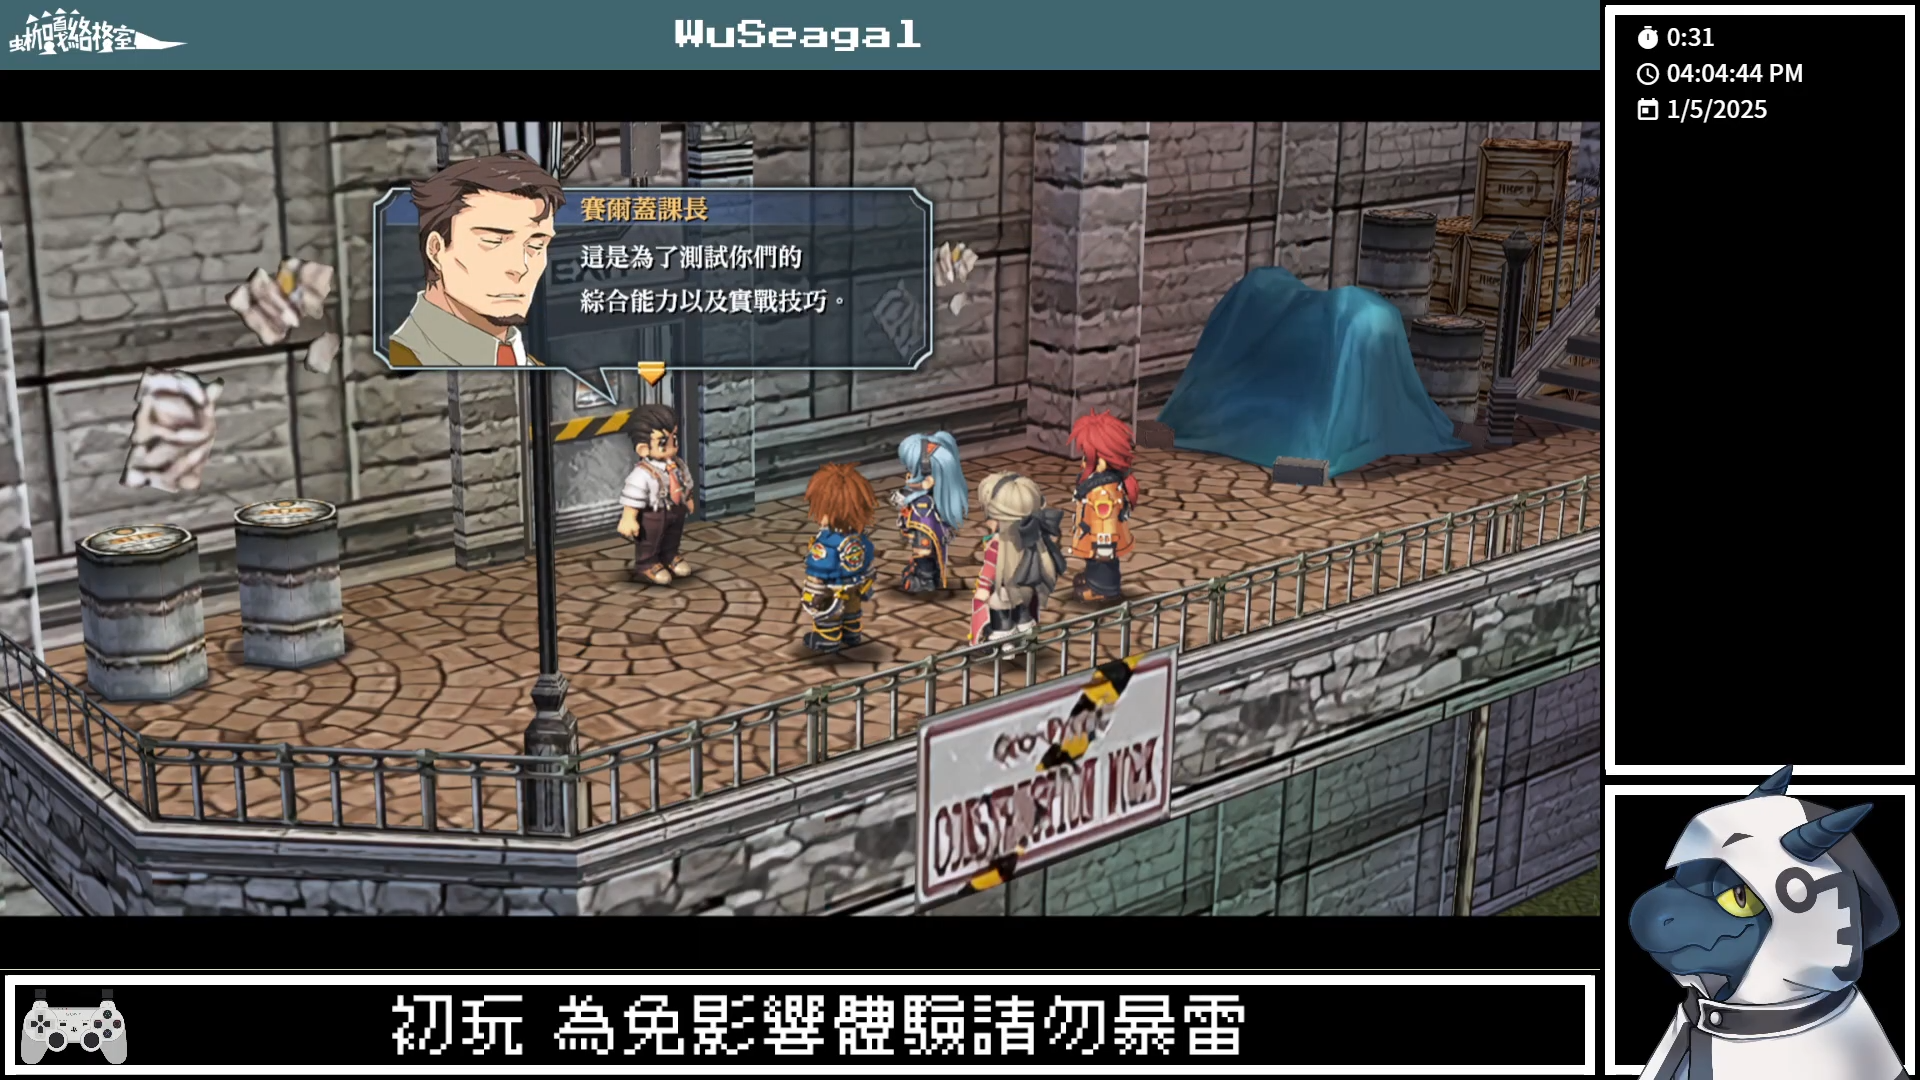 WuSeagal
0:31
04:04:44 PM
1/5/2025
賽爾蓋課長
這是為了測試你們的
綜合能力以及實戰技巧。
初玩 為免影響體驗請勿暴雷